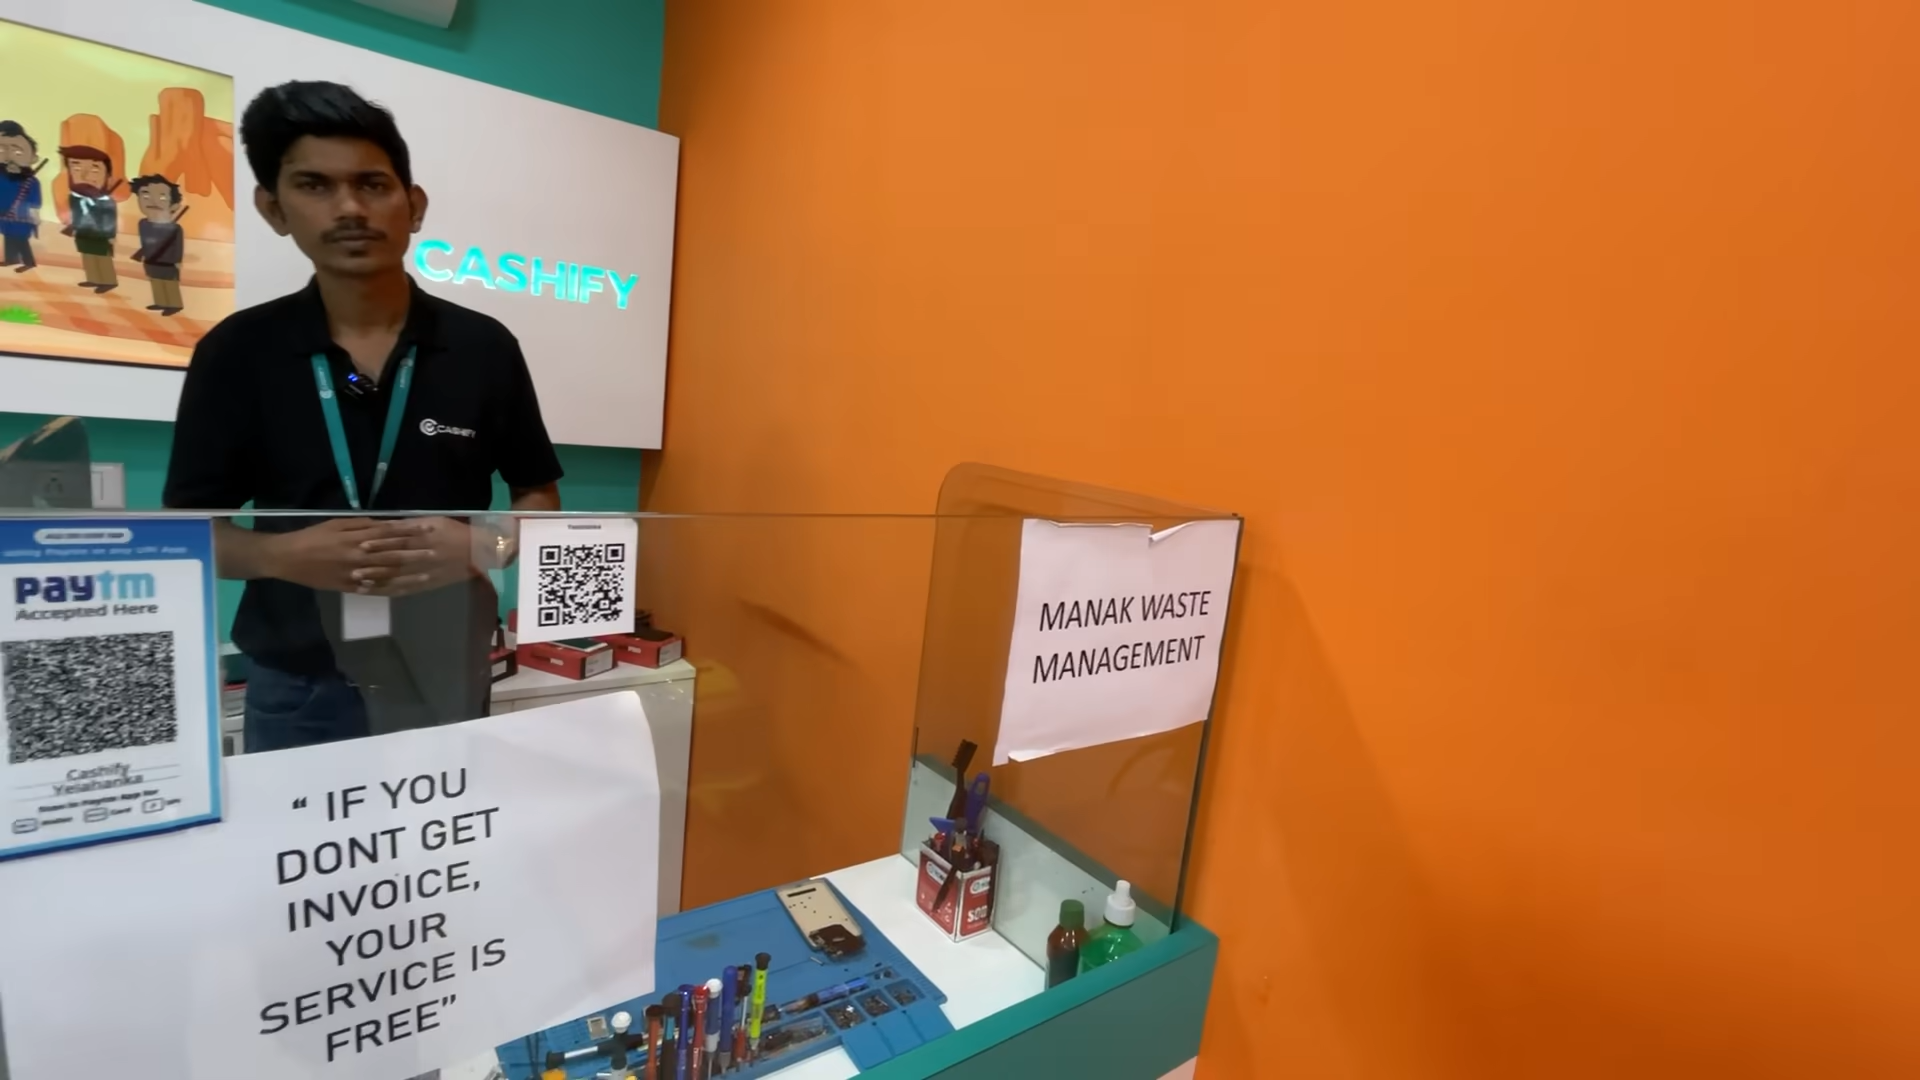 CASHIFY
CASHIFY
paytm
Accepted Here
Cashify
Yelahanka
MANAK WASTE
MANAGEMENT
“ IF YOU
DONT GET
INVOICE,
YOUR
SERVICE IS
FREE”